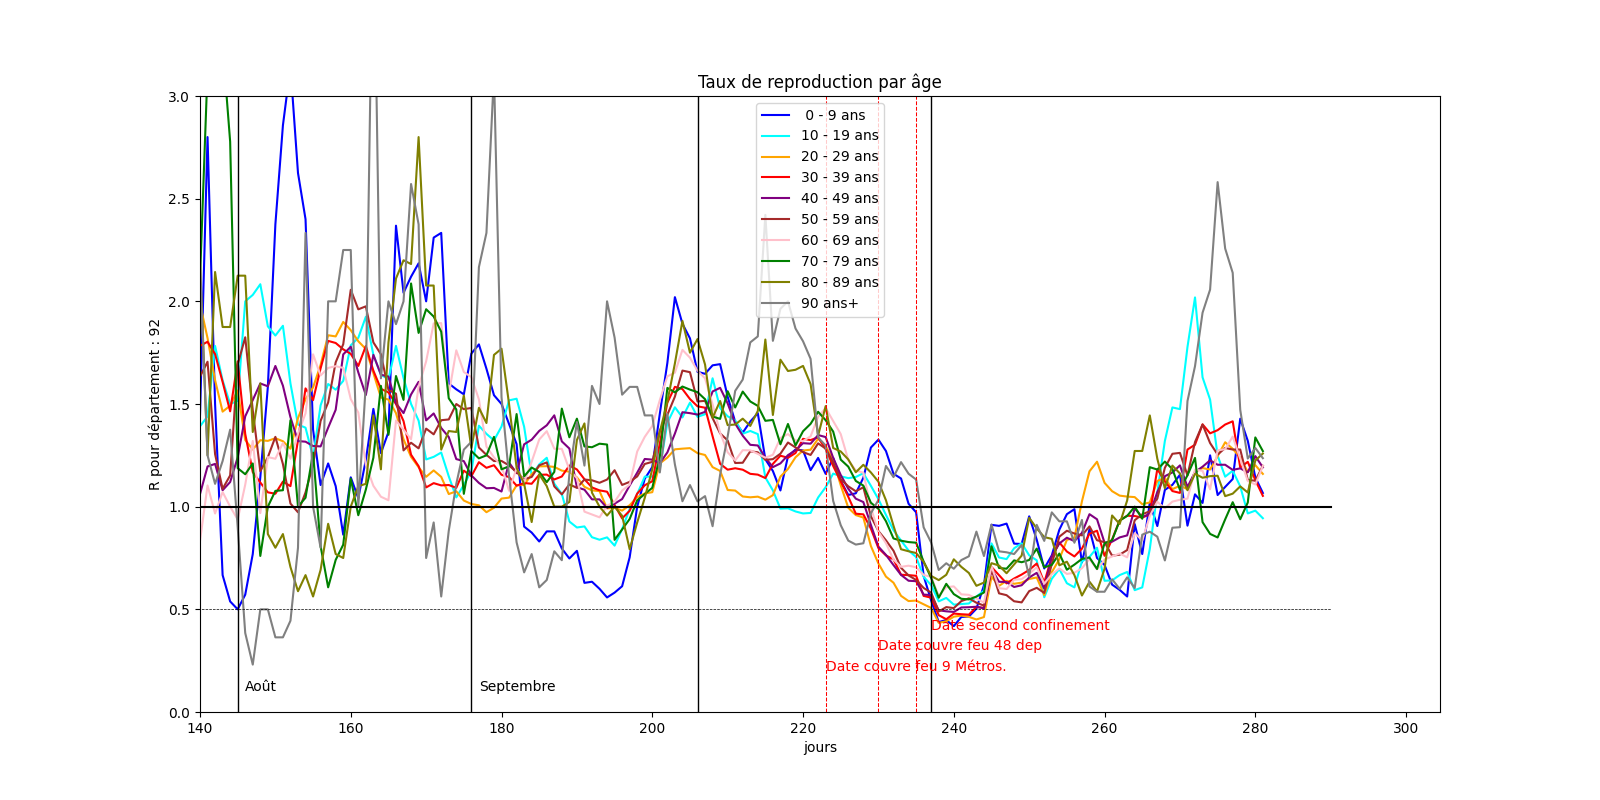 Taux de reproduction par âge
3.0
2.5
2.0
1.5
1.0
0.5
0.0
R pour département : 92
0 - 9 ans
10 - 19 ans
20 - 29 ans
30 - 39 ans
40 - 49 ans
50 - 59 ans
60 - 69 ans
70 - 79 ans
80 - 89 ans
90 ans+
Date second confinement
Date couvre feu 48 dep
Date couvre feu 9 Métros.
Août
Septembre
140
160
180
200
220
240
260
280
300
jours